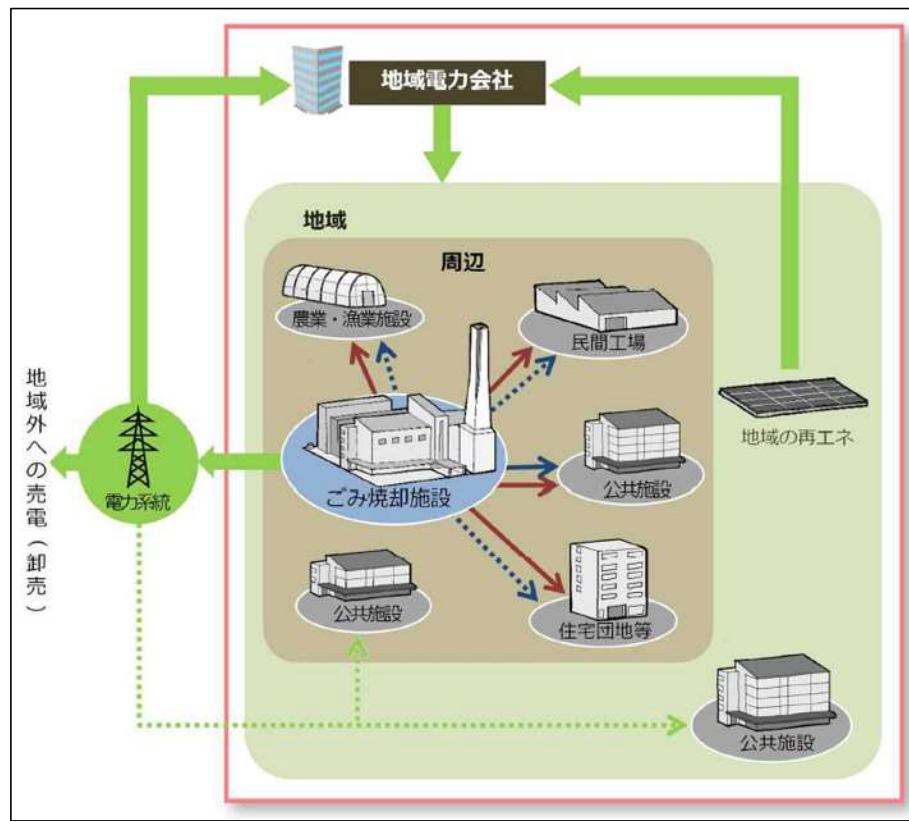 地域電力会社
地域
周辺
農業・漁業施設
民間工場
地域の再エネ
公共施設
ごみ焼却施設
電力系統
地域外への売電(卸売)
公共施設
住宅団地等
公共施設